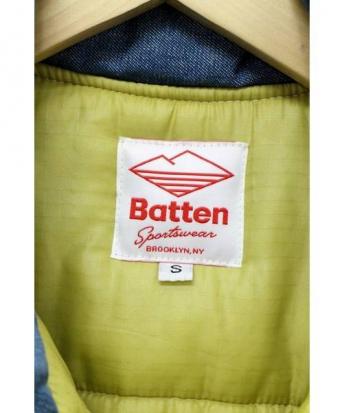 Batten
Sportswear
BROOKLYN, NY
S